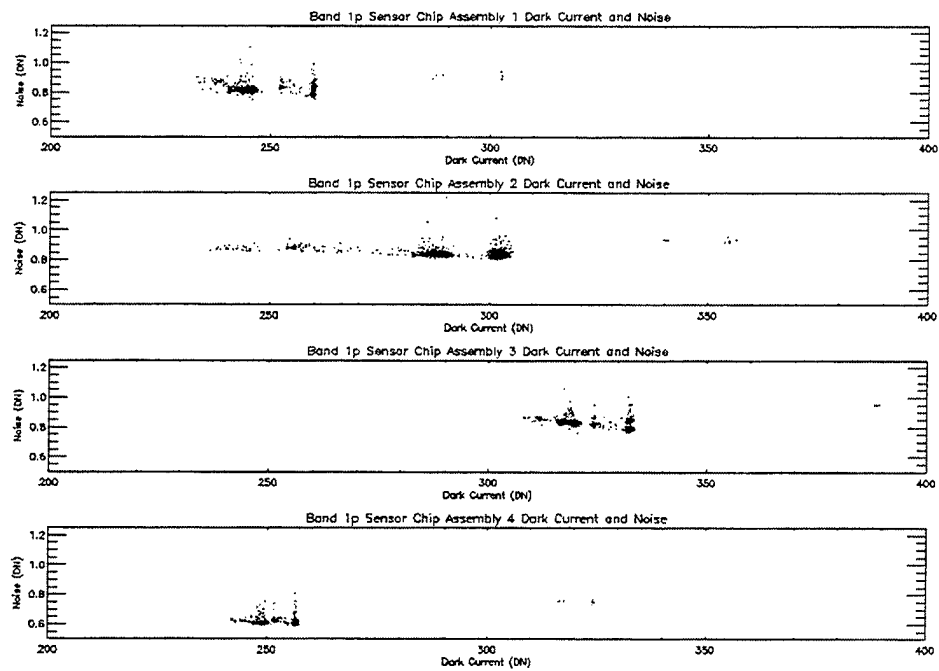 Band 1p Sensor Chip Assembly 1 Dark Current and Noise
1.2
1.0
0.8
0.6
Noise (DN)
200 250 300 350 400
Dark Current (DN)
Band 1p Sensor Chip Assembly 2 Dark Current and Noise
1.2
1.0
0.8
0.6
Noise (DN)
200 250 300 350 400
Dark Current (DN)
Band 1p Sensor Chip Assembly 3 Dark Current and Noise
1.2
1.0
0.8
0.6
Noise (DN)
200 250 300 350 400
Dark Current (DN)
Band 1p Sensor Chip Assembly 4 Dark Current and Noise
1.2
1.0
0.8
0.6
Noise (DN)
200 250 300 350 400
Dark Current (DN)